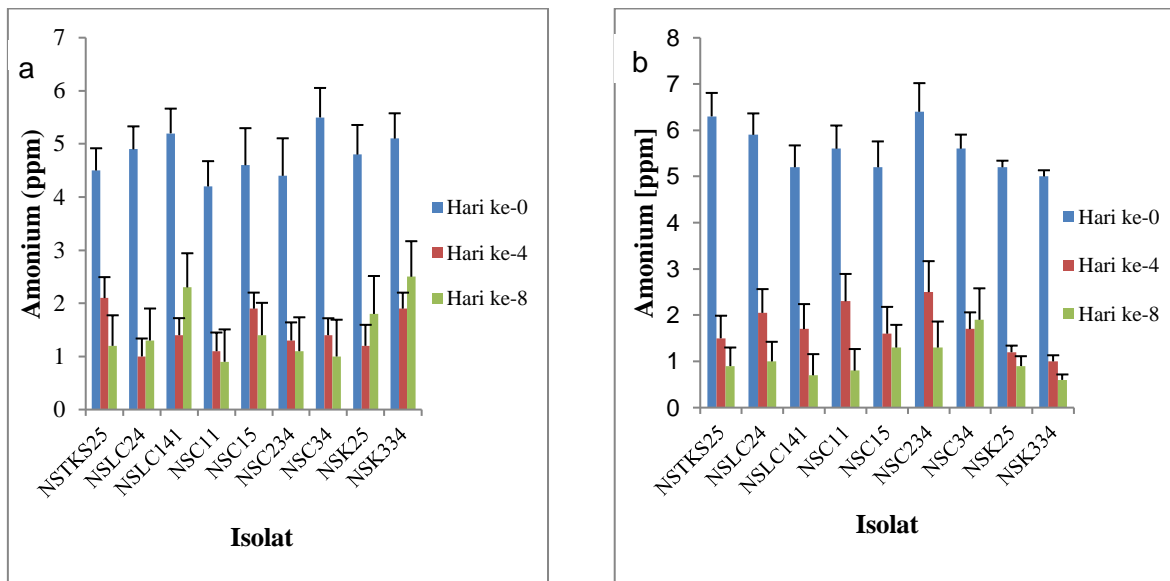 a
Amonium (ppm)
7
6
5
4
3
2
1
0
NSTKS25
NSLC24
NSLC141
NSC11
NSC15
NSC234
NSC34
NSK25
NSK334
Isolat
Hari ke-0
Hari ke-4
Hari ke-8
b
Amonium [ppm]
8
7
6
5
4
3
2
1
0
NSTKS25
NSLC24
NSLC141
NSC11
NSC15
NSC234
NSC34
NSK25
NSK334
Isolat
Hari ke-0
Hari ke-4
Hari ke-8